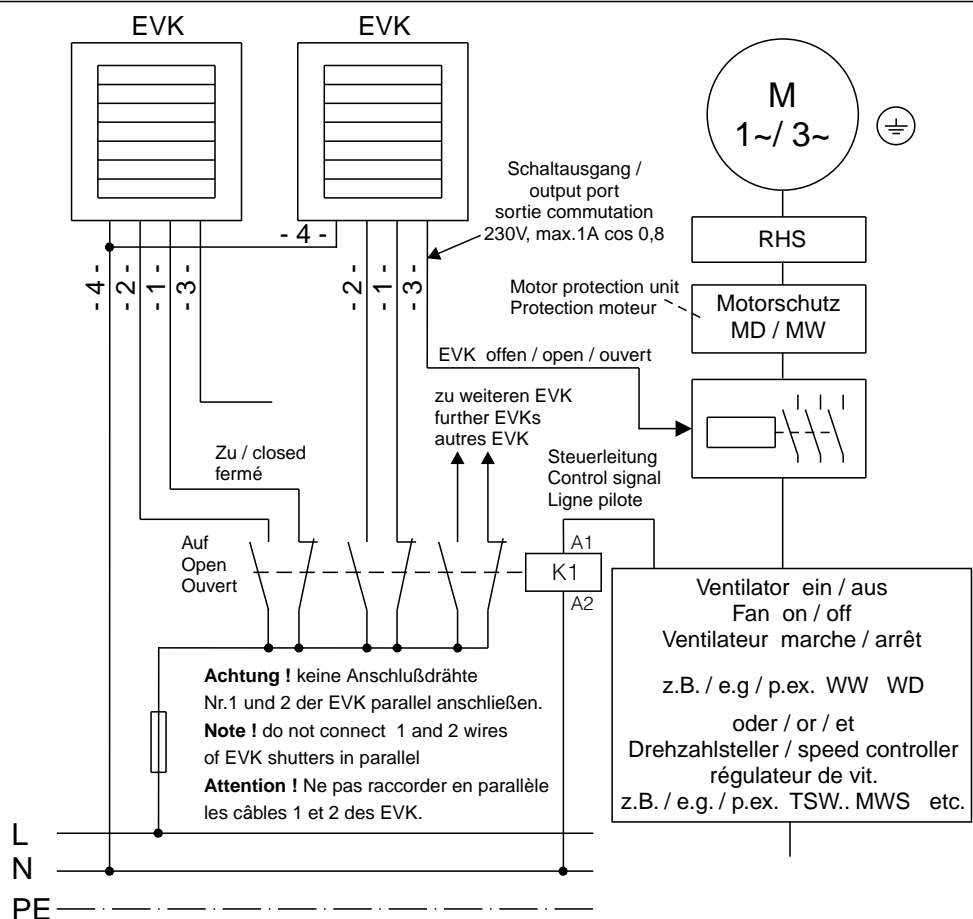 EVK
EVK
M
1~/ 3~
Schaltausgang /
output port
sortie commutation
230V, max.1A cos 0,8
- 4 -
RHS
- 4 -
- 2 -
- 1 -
- 3 -
- 2 -
- 1 -
- 3 -
Motor protection unit
Protection moteur
Motorschutz
MD / MW
EVK offen / open / ouvert
zu weiteren EVK
further EVKs
autres EVK
Zu / closed
fermé
Steuerleitung
Control signal
Ligne pilote
Auf
Open
Ouvert
A1
K1
A2
Ventilator ein / aus
Fan on / off
Ventilateur marche / arrêt
z.B. / e.g / p.ex. WW WD
oder / or / et
Drehzahlsteller / speed controller
régulateur de vit.
z.B. / e.g. / p.ex. TSW.. MWS etc.
Achtung ! keine Anschlußdrähte
Nr.1 und 2 der EVK parallel anschließen.
Note ! do not connect 1 and 2 wires
of EVK shutters in parallel
Attention ! Ne pas raccorder en parallèle
les câbles 1 et 2 des EVK.
L
N
PE